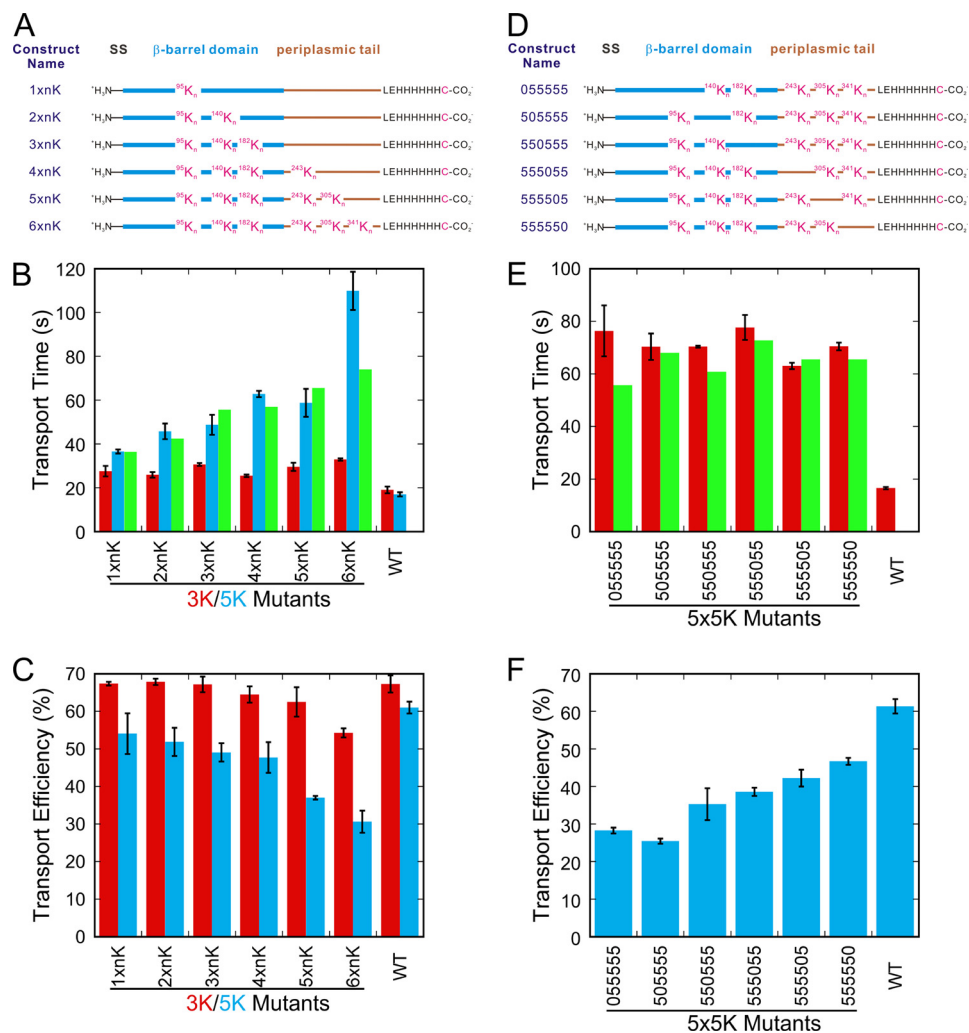 A
Construct Name SS β-barrel domain periplasmic tail
1xnK ⁺H₃N 95Kn LEHHHHHHC-CO₂⁻
2xnK ⁺H₃N 95Kn 140Kn LEHHHHHHC-CO₂⁻
3xnK ⁺H₃N 95Kn 140Kn 182Kn LEHHHHHHC-CO₂⁻
4xnK ⁺H₃N 95Kn 140Kn 182Kn 243Kn LEHHHHHHC-CO₂⁻
5xnK ⁺H₃N 95Kn 140Kn 182Kn 243Kn 305Kn LEHHHHHHC-CO₂⁻
6xnK ⁺H₃N 95Kn 140Kn 182Kn 243Kn 305Kn 341Kn LEHHHHHHC-CO₂⁻
B
Transport Time (s)
120
100
80
60
40
20
0
1xnK 2xnK 3xnK 4xnK 5xnK 6xnK WT
3K/5K Mutants
C
Transport Efficiency (%)
70
60
50
40
30
20
10
0
1xnK 2xnK 3xnK 4xnK 5xnK 6xnK WT
3K/5K Mutants
D
Construct Name SS β-barrel domain periplasmic tail
055555 ⁺H₃N 140Kn 182Kn 243Kn 305Kn 341Kn LEHHHHHHC-CO₂⁻
505555 ⁺H₃N 95Kn 182Kn 243Kn 305Kn 341Kn LEHHHHHHC-CO₂⁻
550555 ⁺H₃N 95Kn 140Kn 243Kn 305Kn 341Kn LEHHHHHHC-CO₂⁻
555055 ⁺H₃N 95Kn 140Kn 182Kn 305Kn 341Kn LEHHHHHHC-CO₂⁻
555505 ⁺H₃N 95Kn 140Kn 182Kn 243Kn 341Kn LEHHHHHHC-CO₂⁻
555550 ⁺H₃N 95Kn 140Kn 182Kn 243Kn 305Kn LEHHHHHHC-CO₂⁻
E
Transport Time (s)
100
80
60
40
20
0
055555 505555 550555 555055 555505 555550 WT
5x5K Mutants
F
Transport Efficiency (%)
70
60
50
40
30
20
10
0
055555 505555 550555 555055 555505 555550 WT
5x5K Mutants